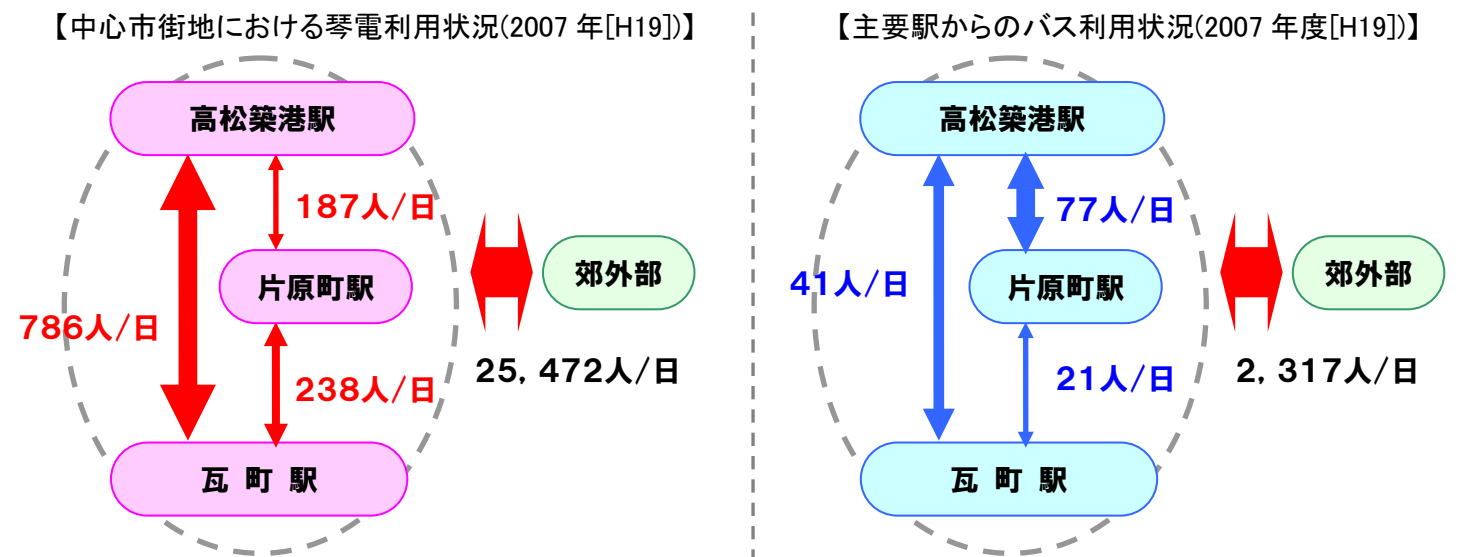 【中心市街地における琴電利用状況(2007 年[H19])】
高松築港駅
187人/日
片原町駅
786人/日
238人/日
瓦 町 駅
郊外部
25, 472人/日
【主要駅からのバス利用状況(2007 年度[H19])】
高松築港駅
77人/日
41人/日
片原町駅
21人/日
瓦 町 駅
郊外部
2, 317人/日